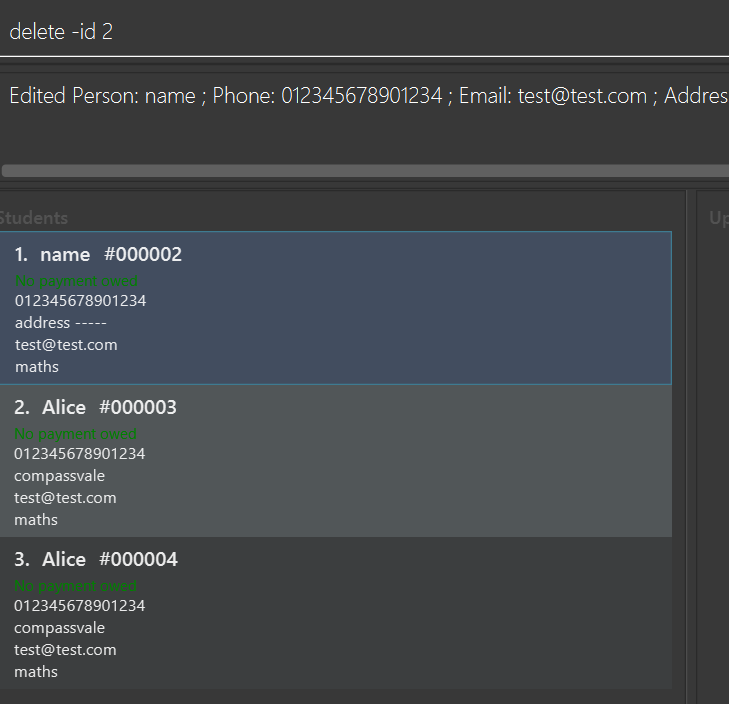 delete -id 2
Edited Person: name ; Phone: 012345678901234 ; Email: test@test.com ; Addres
Students
Up
1. name #000002
No payment owed
012345678901234
address -----
test@test.com
maths
2. Alice #000003
No payment owed
012345678901234
compassvale
test@test.com
maths
3. Alice #000004
No payment owed
012345678901234
compassvale
test@test.com
maths